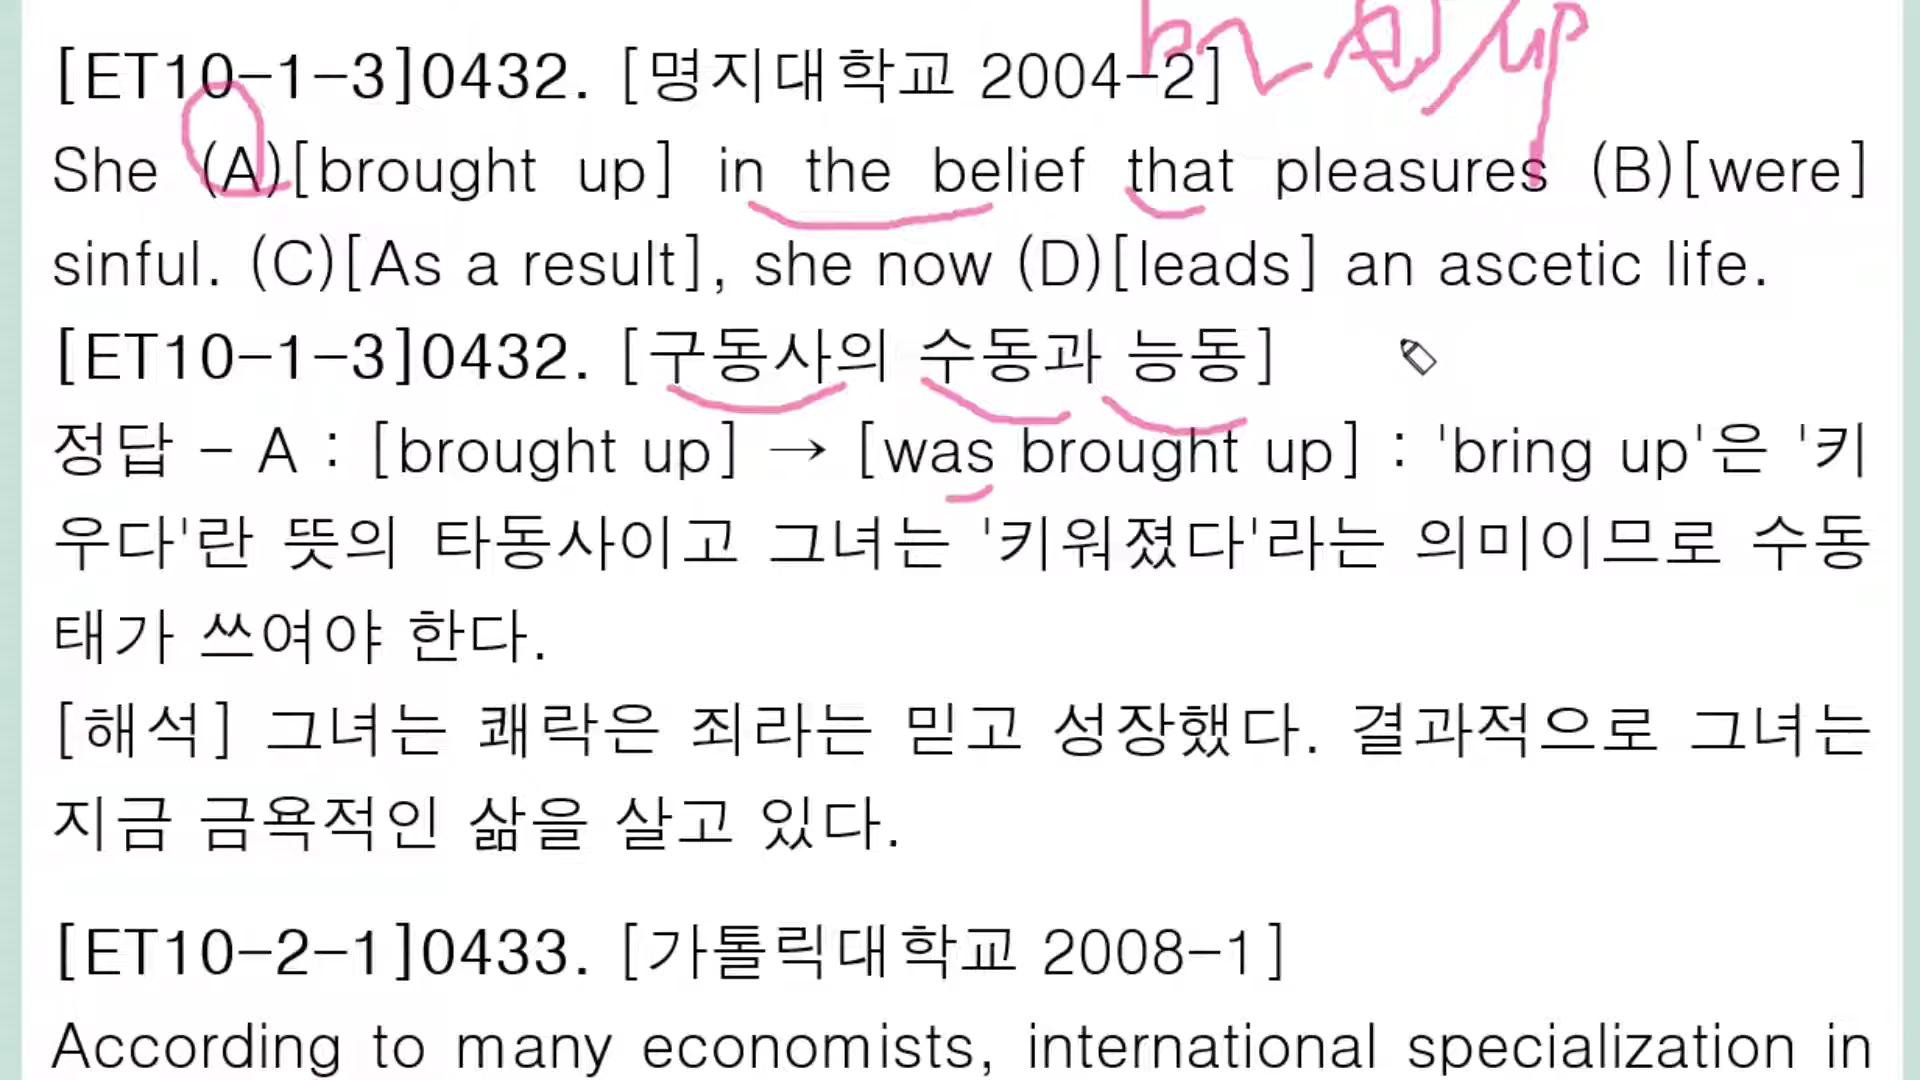 [ET10-1-3]0432. [명지대학교 2004-2]
She (A)[brought up] in the belief that pleasures (B)[were]
sinful. (C)[As a result], she now (D)[leads] an ascetic life.
[ET10-1-3]0432. [구동사의 수동과 능동]
정답 - A : [brought up] → [was brought up] : 'bring up'은 '키
우다'란 뜻의 타동사이고 그녀는 '키워졌다'라는 의미이므로 수동
태가 쓰여야 한다.
[해석] 그녀는 쾌락은 죄라는 믿고 성장했다. 결과적으로 그녀는
지금 금욕적인 삶을 살고 있다.
[ET10-2-1]0433. [가톨릭대학교 2008-1]
According to many economists, international specialization in